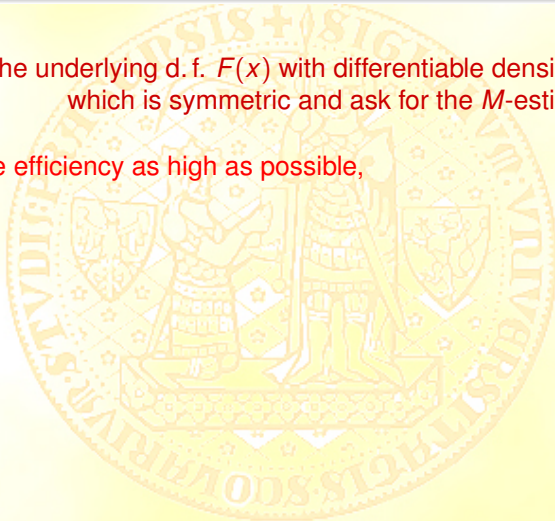 he underlying d. f. F(x) with differentiable densi
which is symmetric and ask for the M-esti
e efficiency as high as possible,